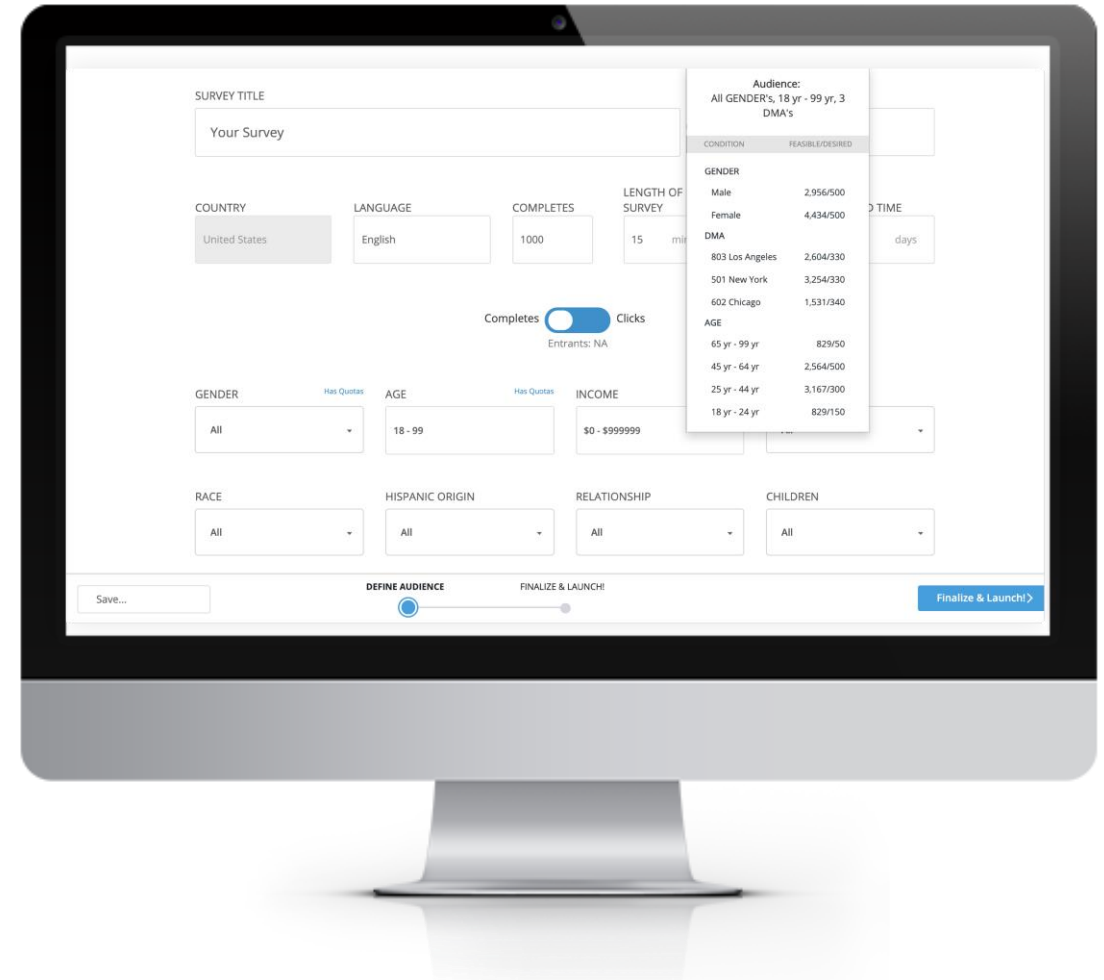 SURVEY TITLE
Your Survey
Audience:
All GENDER's, 18 yr - 99 yr, 3
DMA's
CONDITION FEASIBLE/DESIRED
GENDER
Male 2,956/500
Female 4,434/500
DMA
803 Los Angeles 2,604/330
501 New York 3,254/330
602 Chicago 1,531/340
AGE
65 yr - 99 yr 829/50
45 yr - 64 yr 2,564/500
25 yr - 44 yr 3,167/300
18 yr - 24 yr 829/150
COUNTRY
United States
LANGUAGE
English
COMPLETES
1000
LENGTH OF
SURVEY
15
TIME
days
Completes Clicks
Entrants: NA
GENDER Has Quotas
All
AGE Has Quotas
18 - 99
INCOME
$0 - $999999
RACE
All
HISPANIC ORIGIN
All
RELATIONSHIP
All
CHILDREN
All
Save...
DEFINE AUDIENCE
FINALIZE & LAUNCH!
Finalize & Launch!